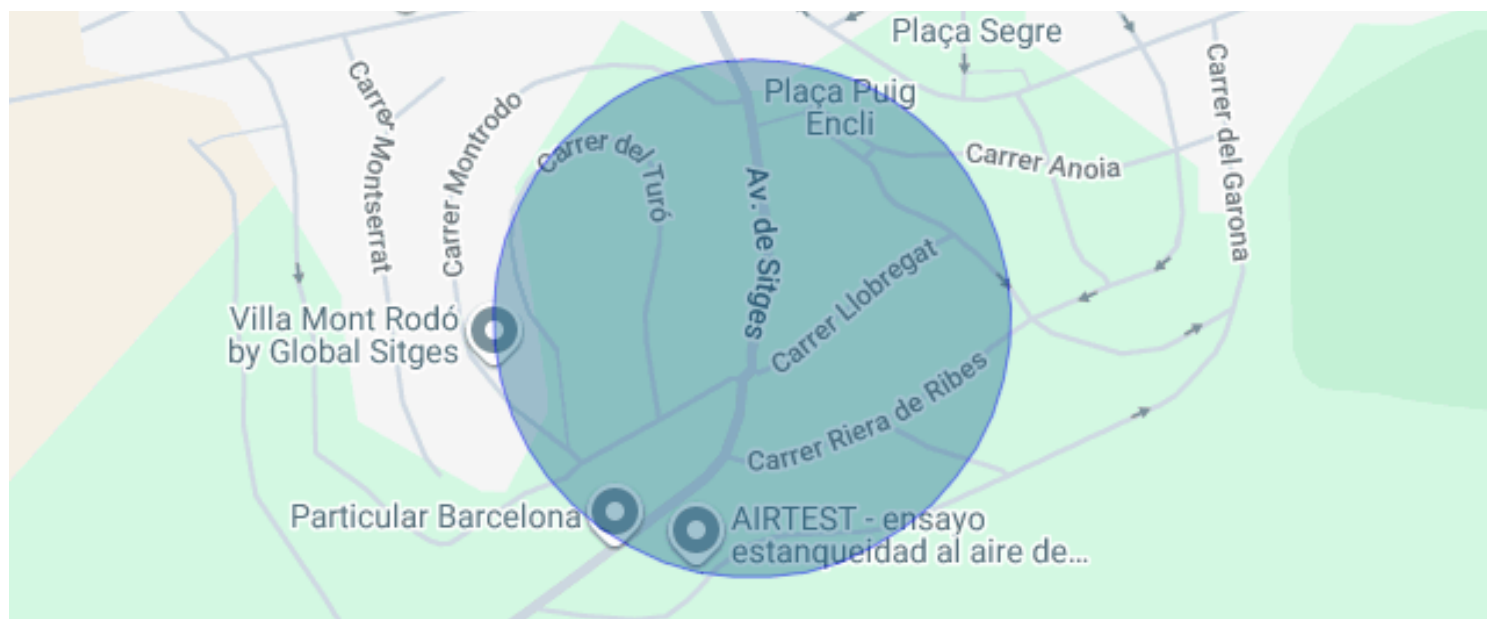 Plaça Segre
Plaça Puig
Encli
Carrer Montserrat
Carrer Montrodo
Carrer del Turó
Av. de Sitges
Carrer Anoia
Carrer del Garona
Carrer Llobregat
Villa Mont Rodó
by Global Sitges
Carrer Riera de Ribes
Particular Barcelona
AIRTEST - ensayo
estanqueidad al aire de...